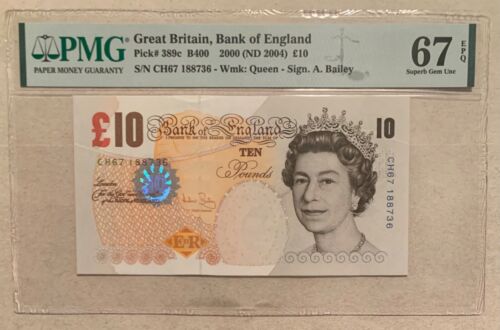 PMG
PAPER MONEY GUARANTY
Great Britain, Bank of England
Pick# 389c B400 2000 (ND 2004) £10
S/N CH67 188736 - Wmk: Queen - Sign. A. Bailey
67 EPQ
Superb Gem Unc
£10
Bank of England
10
CH67 188736
TEN
Pounds
London
CH67 188736
E R